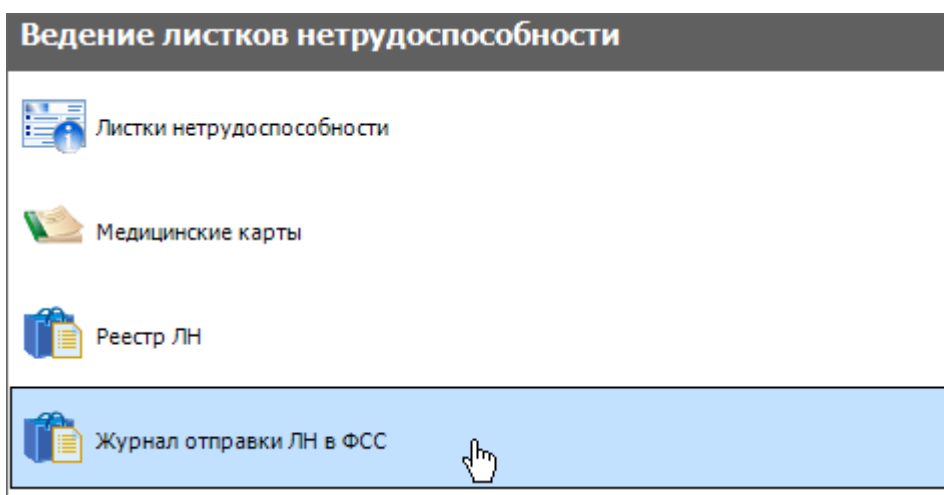 Ведение листков нетрудоспособности
Листки нетрудоспособности
Медицинские карты
Реестр ЛН
Журнал отправки ЛН в ФСС